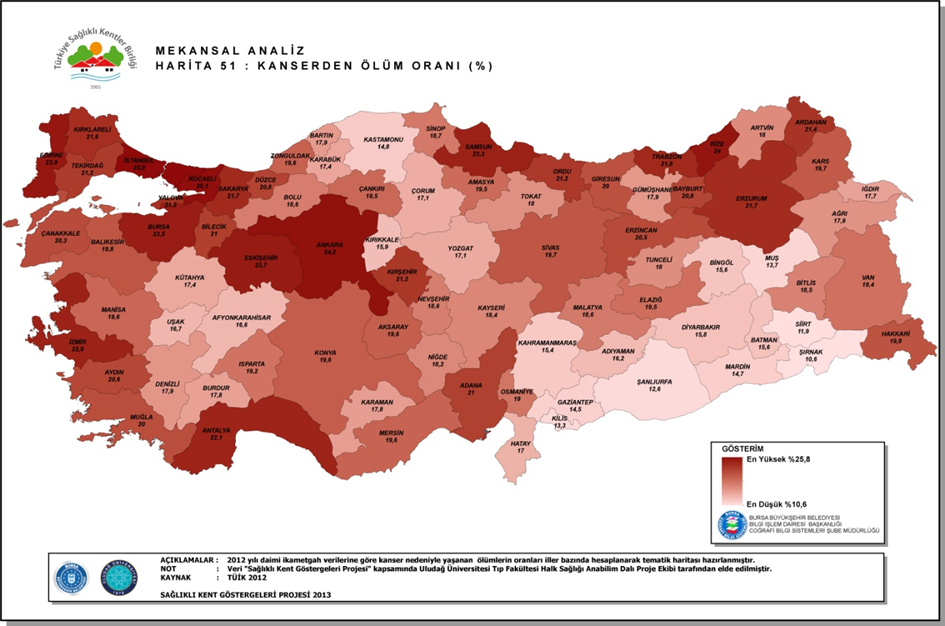 Türkiye Sağlıklı Kentler Birliği
2005
MEKANSAL ANALİZ
HARİTA 51 : KANSERDEN ÖLÜM ORANI (%)
KIRKLARELİ
21,6
EDİRNE
23,8
TEKİRDAĞ
21,2
İSTANBUL
KOCAELİ
25,1
YALOVA
SAKARYA
21,7
DÜZCE
20,5
ZONGULDAK
19,6
BARTIN
17,9
KARABÜK
17,4
KASTAMONU
14,8
SİNOP
18,7
SAMSUN
23,3
ORDU
21,2
GİRESUN
20
TRABZON
21,9
RİZE
24
ARTVİN
18
ARDAHAN
21,4
KARS
19,7
IĞDIR
17,7
AĞRI
17,9
ERZURUM
21,7
BAYBURT
20,8
GÜMÜŞHANE
17,9
ERZİNCAN
20,5
TOKAT
18
AMASYA
19,5
ÇORUM
17,1
ÇANKIRI
19,5
BOLU
18,6
BİLECİK
21
BURSA
23,5
BALIKESİR
19,8
ÇANAKKALE
20,3
ESKİŞEHİR
23,7
ANKARA
24,2
KIRIKKALE
15,9
KIRŞEHİR
21,2
YOZGAT
17,1
SİVAS
19,7
TUNCELİ
18
BİNGÖL
15,6
MUŞ
13,7
BİTLİS
18,5
VAN
19,4
HAKKARİ
19,9
ŞIRNAK
10,6
SİİRT
11,9
BATMAN
15,6
MARDİN
14,7
DİYARBAKIR
15,8
ELAZIĞ
19,5
MALATYA
18,6
ADIYAMAN
16,2
ŞANLIURFA
12,6
GAZİANTEP
14,5
KİLİS
13,3
HATAY
17
OSMANİYE
19
KAHRAMANMARAŞ
15,4
KAYSERİ
18,4
NEVŞEHİR
18,6
AKSARAY
19,6
NİĞDE
18,2
ADANA
21
MERSİN
19,6
KARAMAN
17,8
KONYA
19,6
ANTALYA
22,1
ISPARTA
19,2
BURDUR
17,8
AFYONKARAHİSAR
16,6
KÜTAHYA
17,4
UŞAK
16,7
MANİSA
19,6
İZMİR
22,9
AYDIN
20,6
DENİZLİ
17,9
MUĞLA
20
GÖSTERİM
En Yüksek %25,8
En Düşük %10,6
BURSA BÜYÜKŞEHİR BELEDİYESİ
BİLGİ İŞLEM DAİRESİ BAŞKANLIĞI
COĞRAFİ BİLGİ SİSTEMLERİ ŞUBE MÜDÜRLÜĞÜ
AÇIKLAMALAR : 2012 yılı daimi ikametgah verilerine göre kanser nedeniyle yaşanan ölümlerin oranları iller bazında hesaplanarak tematik haritası hazırlanmıştır.
NOT : Veri "Sağlıklı Kent Göstergeleri Projesi" kapsamında Uludağ Üniversitesi Tıp Fakültesi Halk Sağlığı Anabilim Dalı Proje Ekibi tarafından elde edilmiştir.
KAYNAK : TÜİK 2012
SAĞLIKLI KENT GÖSTERGELERİ PROJESİ 2013